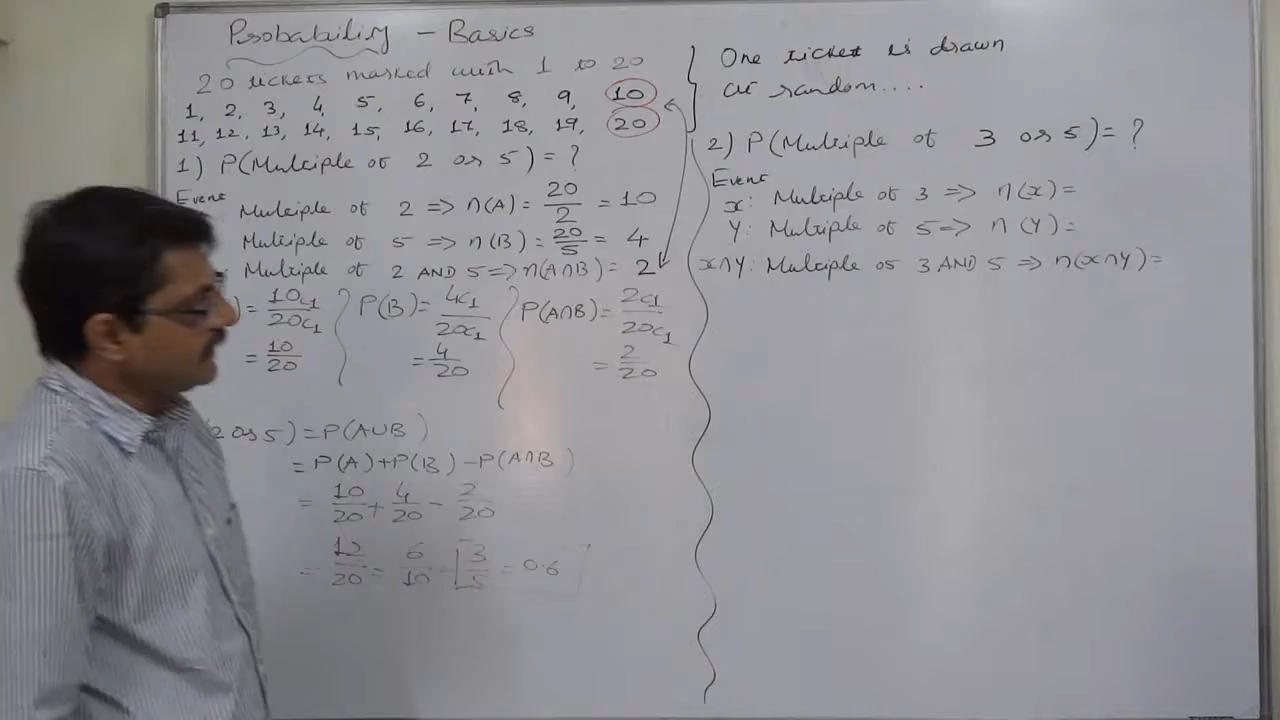 Probability - Basics
20 tickets marked with 1 to 20
1, 2, 3, 4, 5, 6, 7, 8, 9, 10
11, 12, 13, 14, 15, 16, 17, 18, 19, 20
1) P(Multiple of 2 or 5) = ?
Event
Multiple of 2 => n(A) = 20/2 = 10
Multiple of 5 => n(B) = 20/5 = 4
Multiple of 2 AND 5 => n(A∩B) = 2
) = 10C1/20C1
= 10/20
P(B) = 4C1/20C1
= 4/20
P(A∩B) = 2C1/20C1
= 2/20
2 or 5) = P(A∪B)
= P(A) + P(B) - P(A∩B)
= 10/20 + 4/20 - 2/20
= 12/20 = 6/10 = 3/5 = 0.6
One ticket is drawn
at random....
2) P(Multiple of 3 or 5) = ?
Event
x: Multiple of 3 => n(x) =
Y: Multiple of 5 => n(Y) =
x∩Y: Multiple of 3 AND 5 => n(x∩Y) =